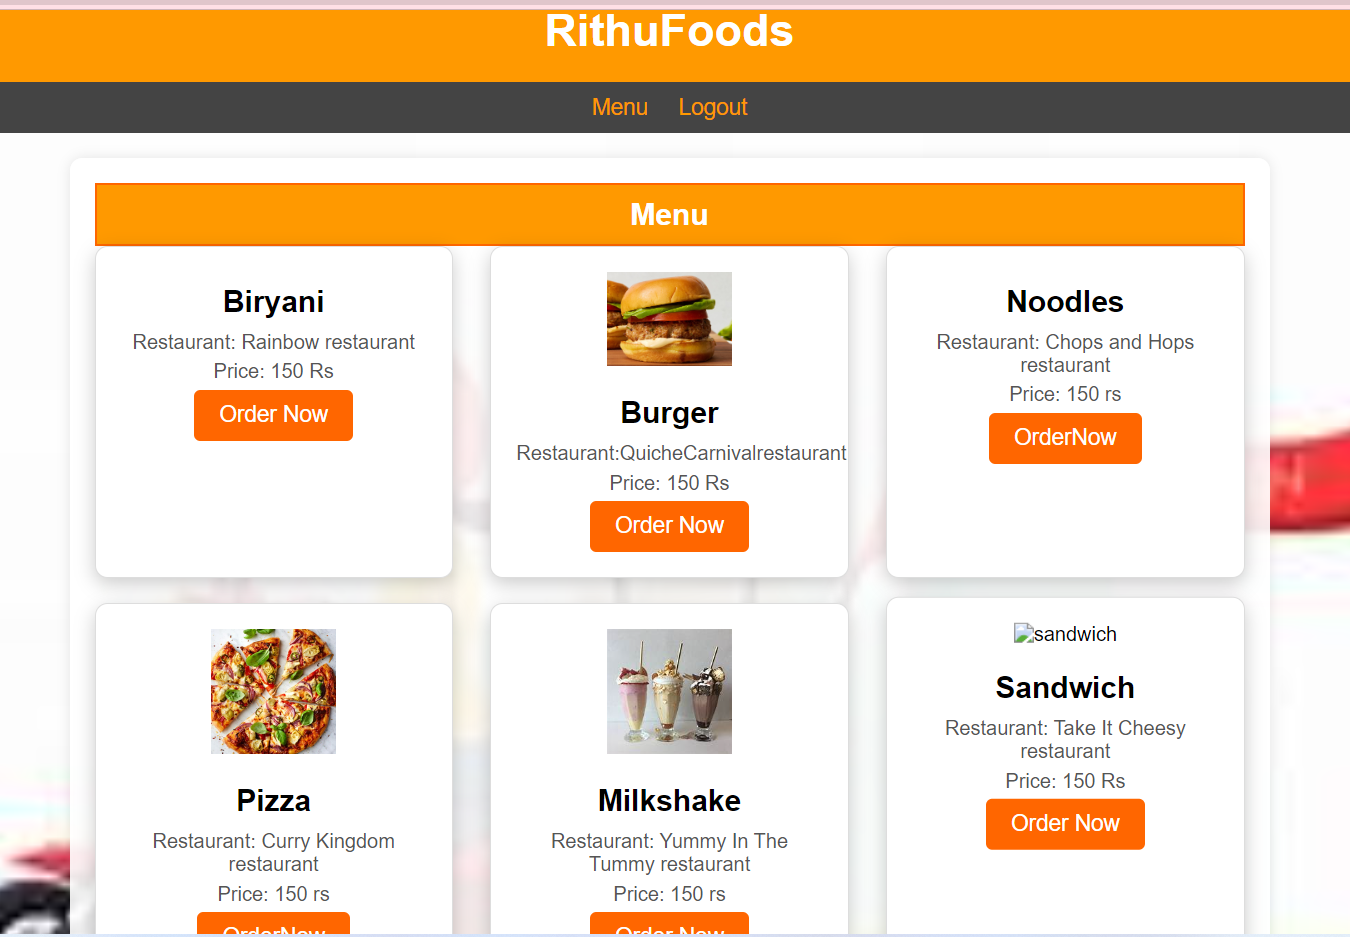 RithuFoods
Menu Logout
Menu
Biryani
Restaurant: Rainbow restaurant
Price: 150 Rs
Order Now
Burger
Restaurant:QuicheCarnivalrestaurant
Price: 150 Rs
Order Now
Noodles
Restaurant: Chops and Hops
restaurant
Price: 150 rs
OrderNow
Pizza
Restaurant: Curry Kingdom
restaurant
Price: 150 rs
OrderNow
Milkshake
Restaurant: Yummy In The
Tummy restaurant
Price: 150 rs
Order Now
sandwich
Sandwich
Restaurant: Take It Cheesy
restaurant
Price: 150 Rs
Order Now